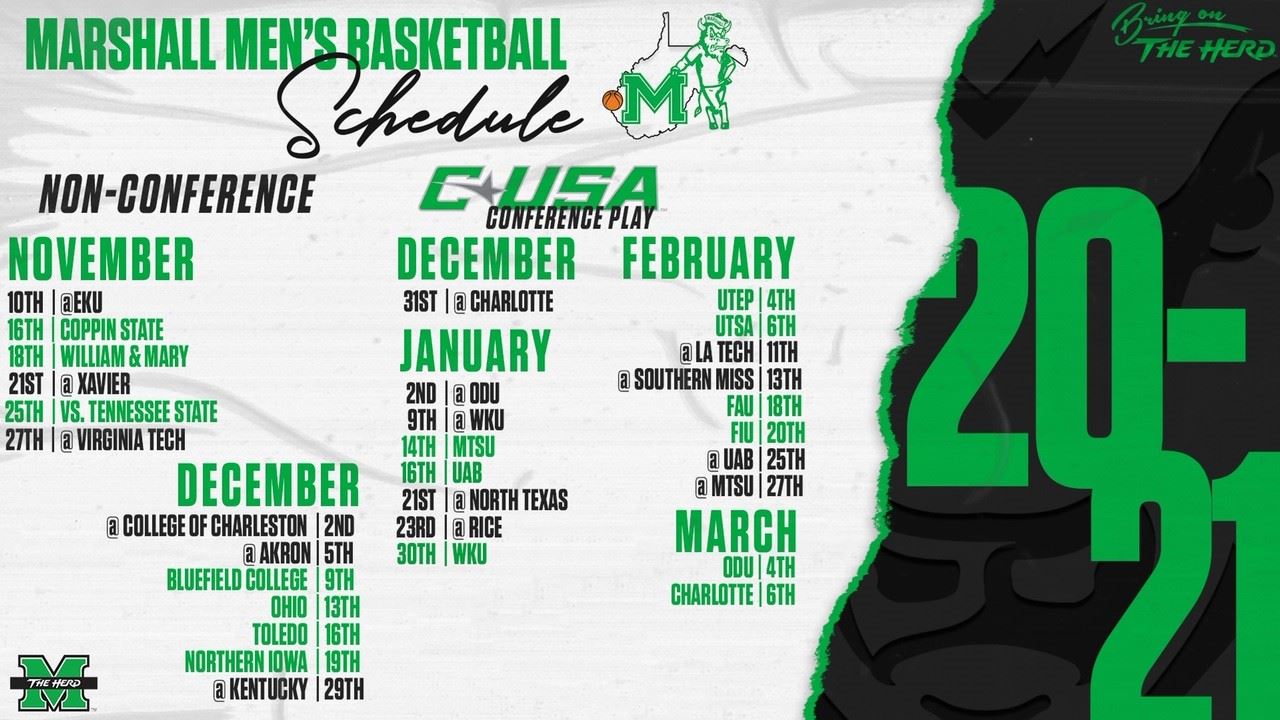 MARSHALL MEN'S BASKETBALL
Schedule
M
Bring on
THE HERD
NON-CONFERENCE
NOVEMBER
10TH | @EKU
16TH | COPPIN STATE
18TH | WILLIAM & MARY
21ST | @ XAVIER
25TH | VS. TENNESSEE STATE
27TH | @ VIRGINIA TECH
DECEMBER
@ COLLEGE OF CHARLESTON | 2ND
@ AKRON | 5TH
BLUEFIELD COLLEGE | 9TH
OHIO | 13TH
TOLEDO | 16TH
NORTHERN IOWA | 19TH
@ KENTUCKY | 29TH
C USA
CONFERENCE PLAY
DECEMBER
31ST | @ CHARLOTTE
JANUARY
2ND | @ ODU
9TH | @ WKU
14TH | MTSU
16TH | UAB
21ST | @ NORTH TEXAS
23RD | @ RICE
30TH | WKU
FEBRUARY
UTEP | 4TH
UTSA | 6TH
@ LA TECH | 11TH
@ SOUTHERN MISS | 13TH
FAU | 18TH
FIU | 20TH
@ UAB | 25TH
@ MTSU | 27TH
MARCH
ODU | 4TH
CHARLOTTE | 6TH
20-
21
M
THE HERD